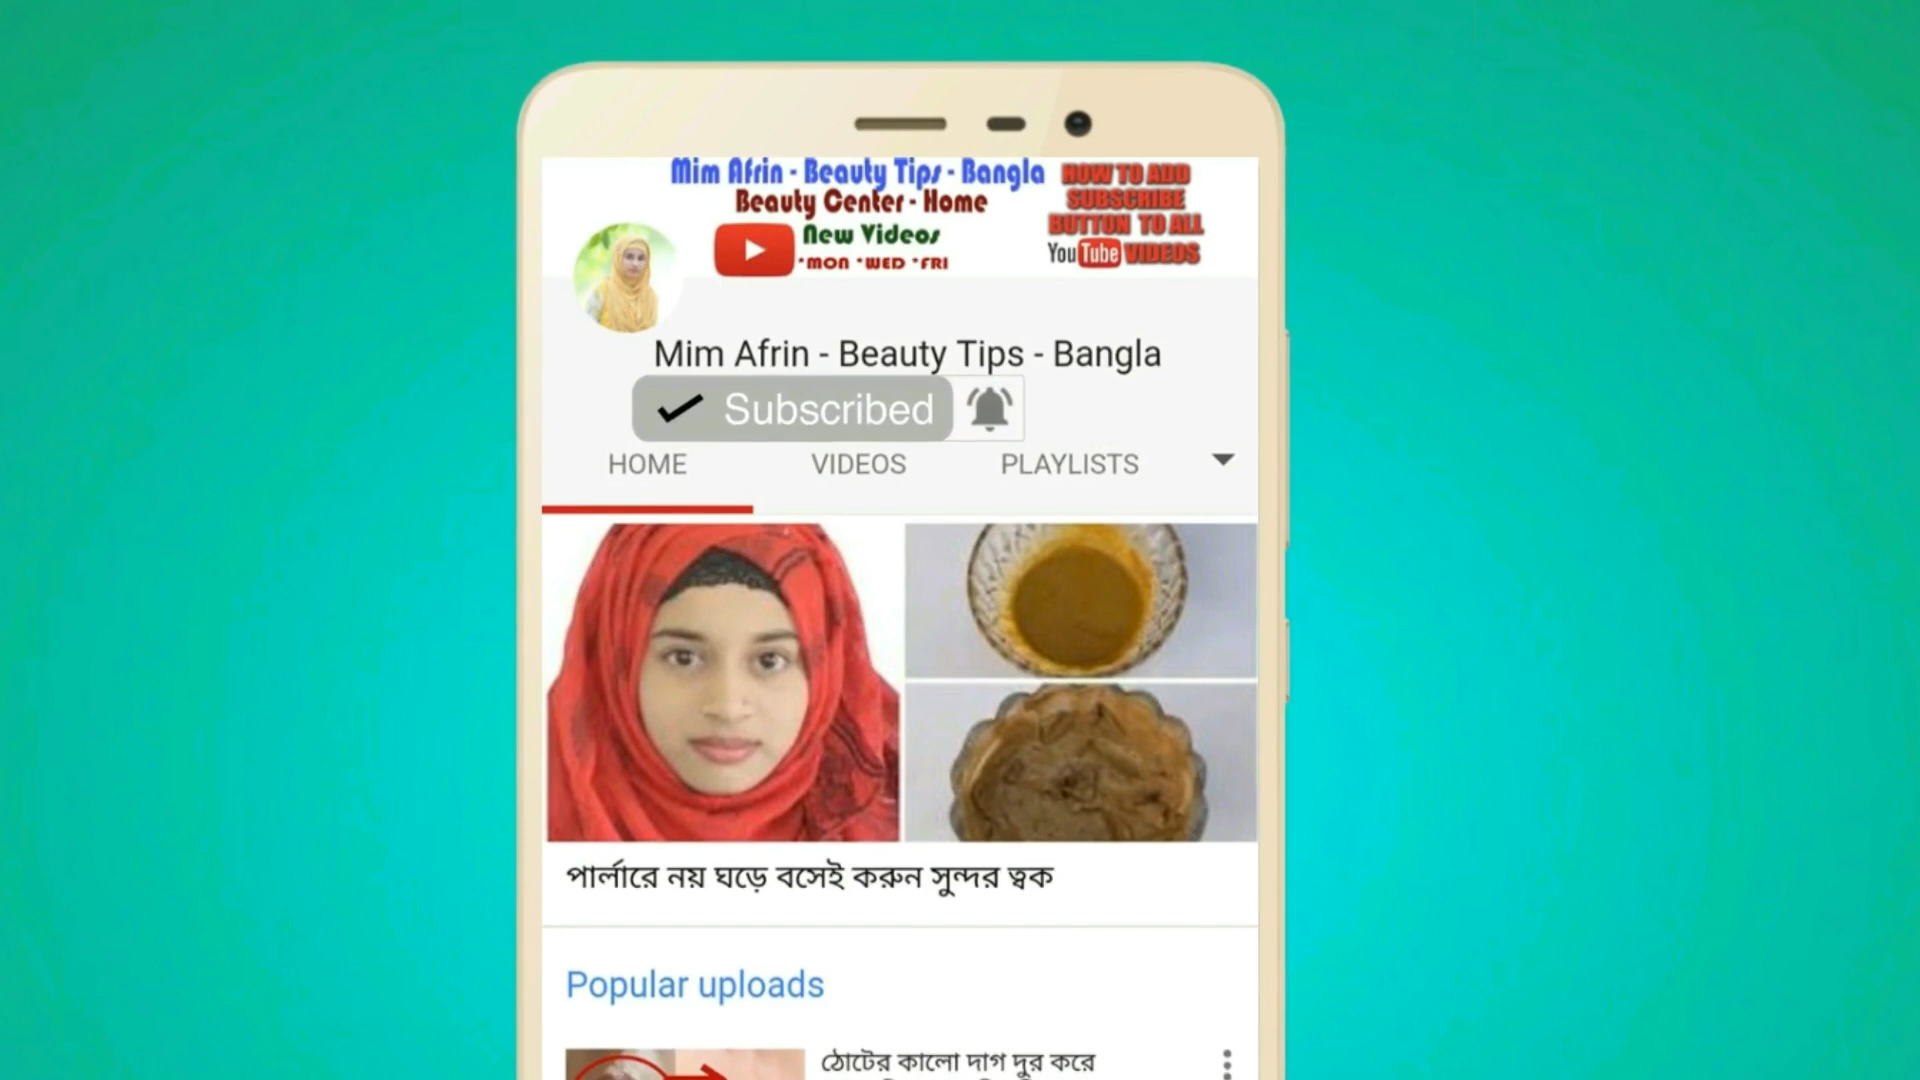 Mim Afrin - Beauty Tips - Bangla
Beauty Center - Home
New Videos
*MON *WED *FRI
HOW TO ADD
SUBSCRIBE
BUTTON TO ALL
YouTube VIDEOS
Mim Afrin - Beauty Tips - Bangla
Subscribed
HOME VIDEOS PLAYLISTS
পার্লারে নয় ঘড়ে বসেই করুন সুন্দর ত্বক
Popular uploads
ঠোটের কালো দাগ দুর করে